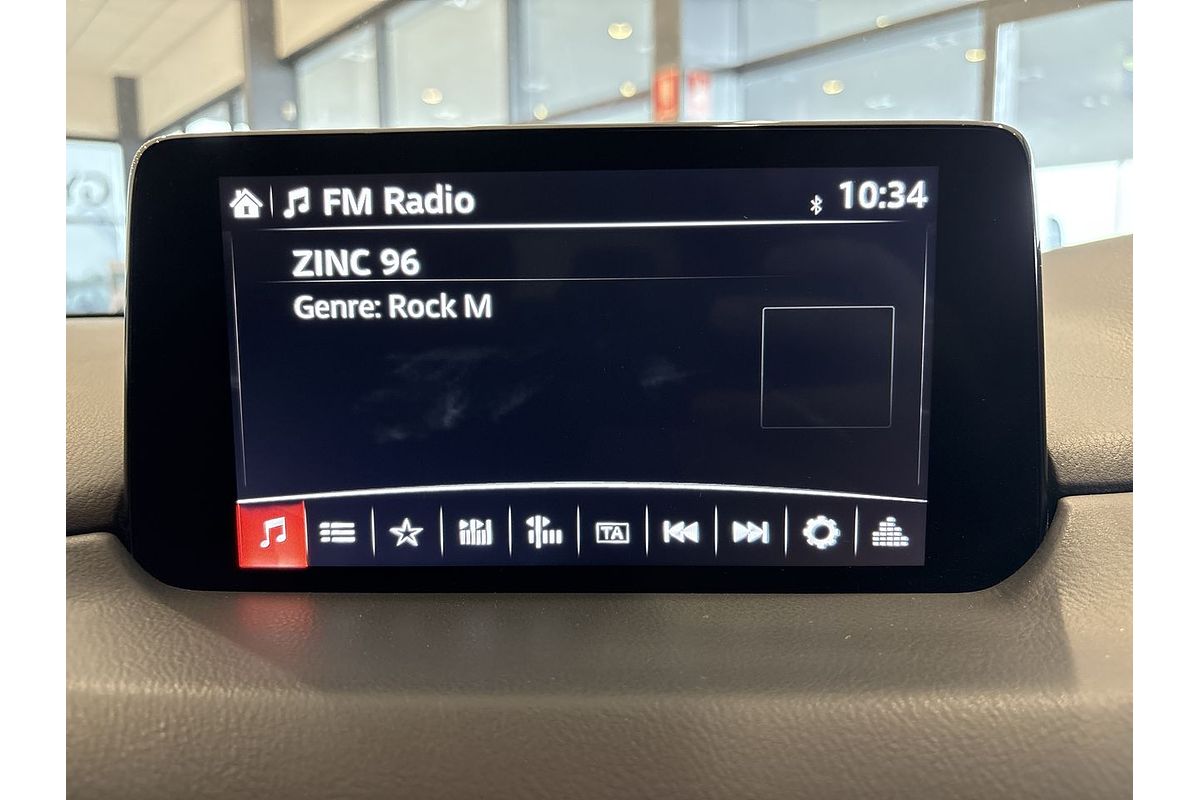 FM Radio
10:34
ZINC 96
Genre: Rock M
TA